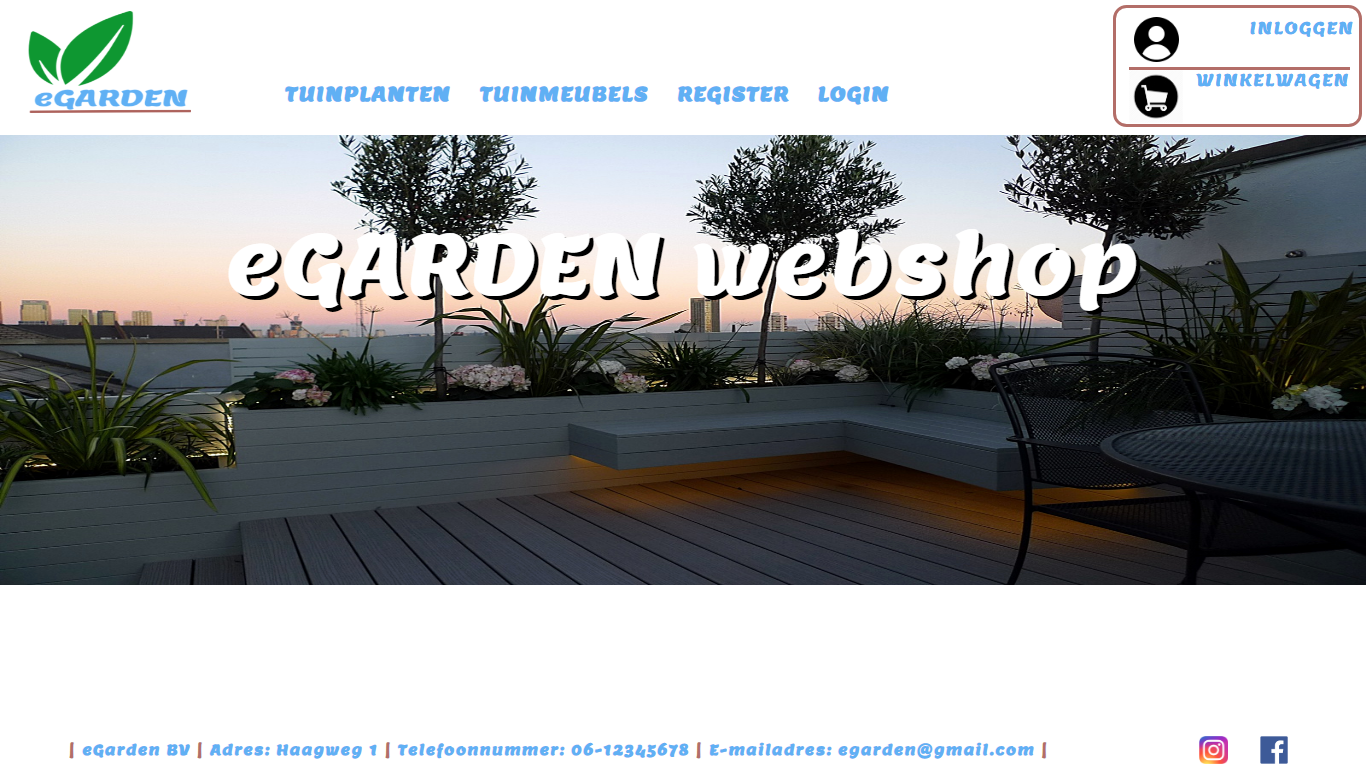 eGARDEN
TUINPLANTEN TUINMEUBELS REGISTER LOGIN
INLOGGEN
WINKELWAGEN
eGARDEN webshop
| eGarden BV | Adres: Haagweg 1 | Telefoonnummer: 06-12345678 | E-mailadres: egarden@gmail.com |